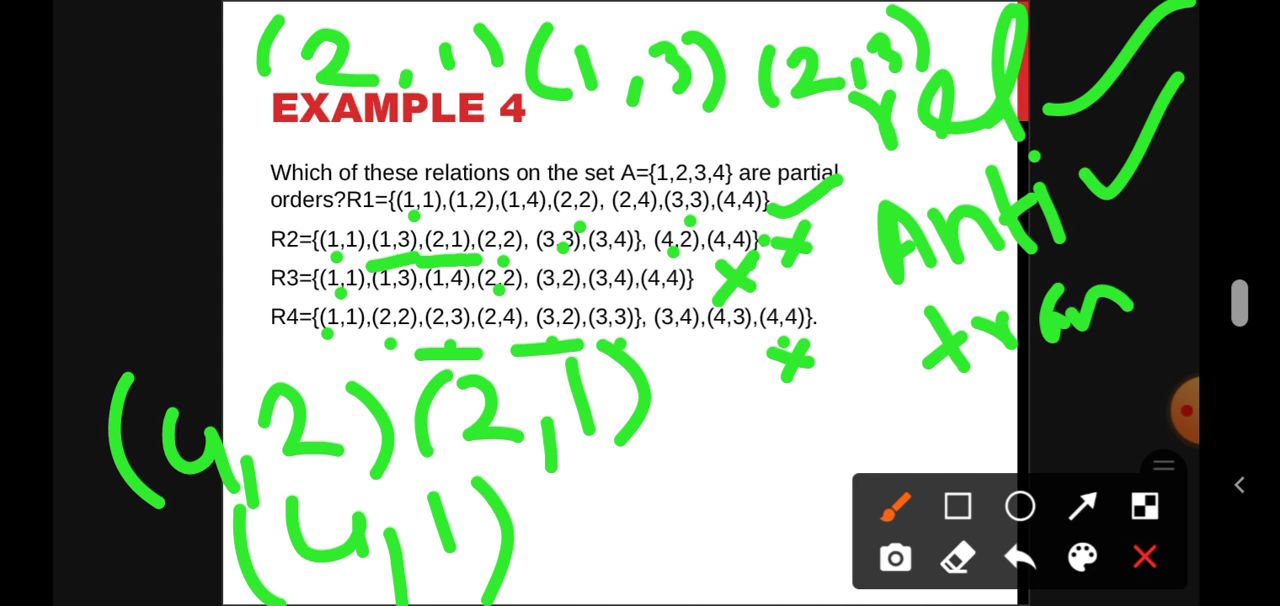 (2,1) (1,3) (2,3)
ref
EXAMPLE 4
Which of these relations on the set A={1,2,3,4} are partial
orders?R1={(1,1),(1,2),(1,4),(2,2), (2,4),(3,3),(4,4)}
Anti
R2={(1,1),(1,3),(2,1),(2,2), (3,3),(3,4)}, (4,2),(4,4)}
R3={(1,1),(1,3),(1,4),(2,2), (3,2),(3,4),(4,4)}
R4={(1,1),(2,2),(2,3),(2,4), (3,2),(3,3)}, (3,4),(4,3),(4,4)}.
tran
(4,2) (2,1)
(4,1)